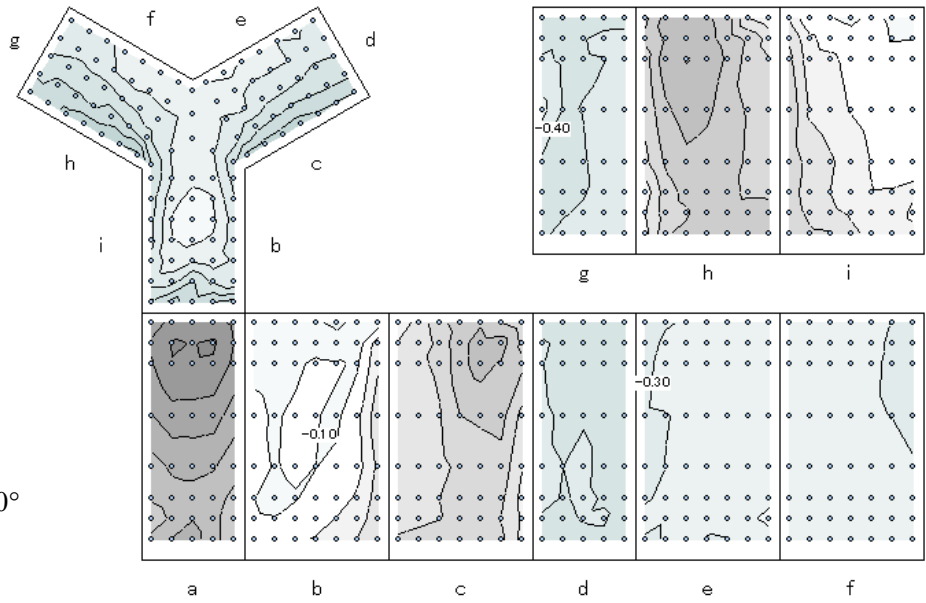 f e
g d
h c
i b
−0.40
g h i
−0.30
−0.10
0°
a b c d e f